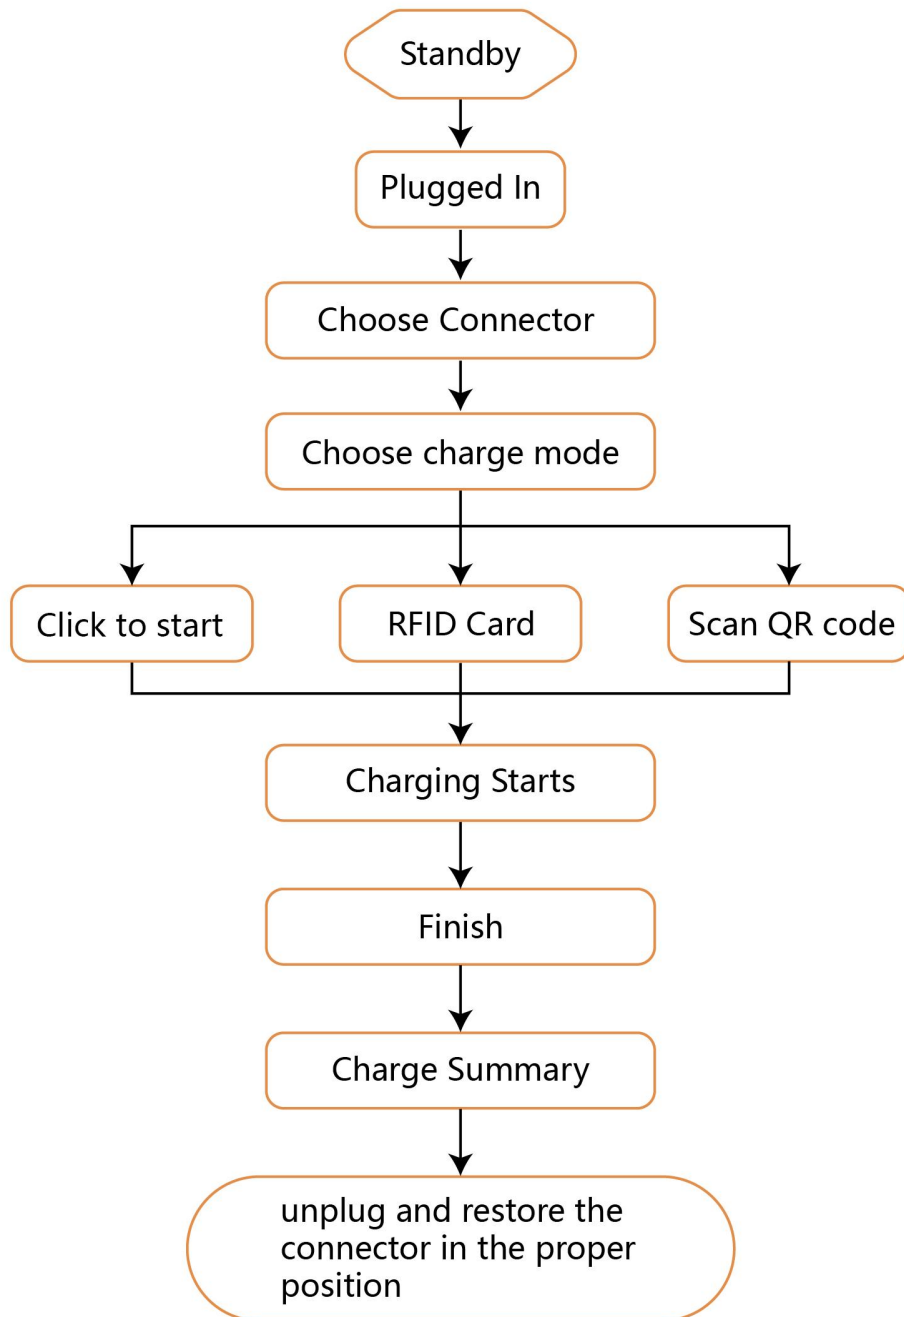 Standby
Plugged In
Choose Connector
Choose charge mode
Click to start
RFID Card
Scan QR code
Charging Starts
Finish
Charge Summary
unplug and restore the
connector in the proper
position